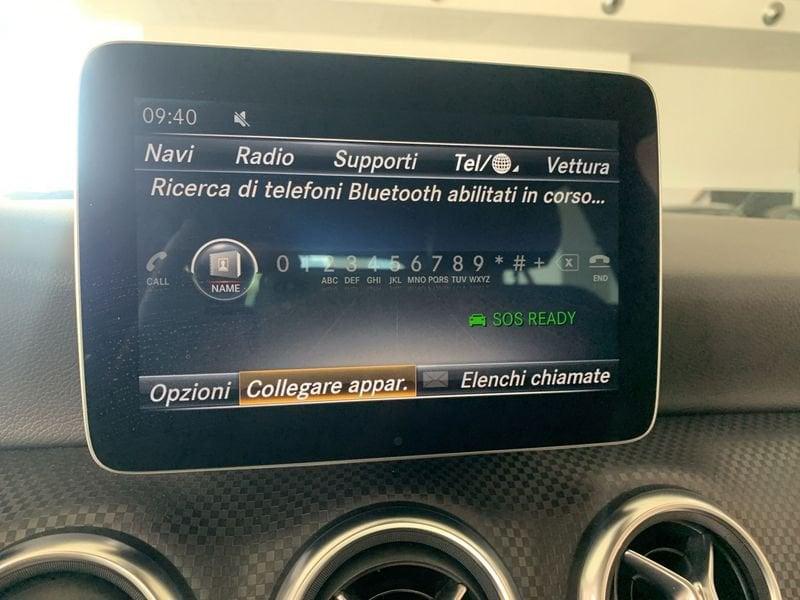 09:40
Navi Radio Supporti Tel/ Vettura
Ricerca di telefoni Bluetooth abilitati in corso...
CALL NAME 0 1 2 3 4 5 6 7 8 9 * # + END
ABC DEF GHI JKL MNO PQRS TUV WXYZ
SOS READY
Opzioni Collegare appar. Elenchi chiamate